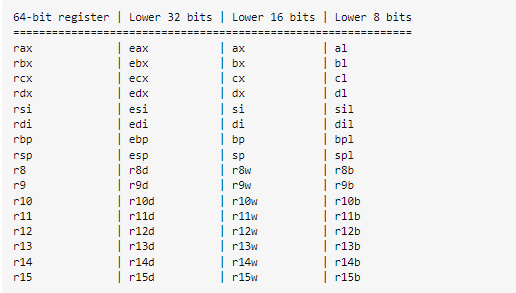 64-bit register | Lower 32 bits | Lower 16 bits | Lower 8 bits
==============================================================
rax | eax | ax | al
rbx | ebx | bx | bl
rcx | ecx | cx | cl
rdx | edx | dx | dl
rsi | esi | si | sil
rdi | edi | di | dil
rbp | ebp | bp | bpl
rsp | esp | sp | spl
r8 | r8d | r8w | r8b
r9 | r9d | r9w | r9b
r10 | r10d | r10w | r10b
r11 | r11d | r11w | r11b
r12 | r12d | r12w | r12b
r13 | r13d | r13w | r13b
r14 | r14d | r14w | r14b
r15 | r15d | r15w | r15b